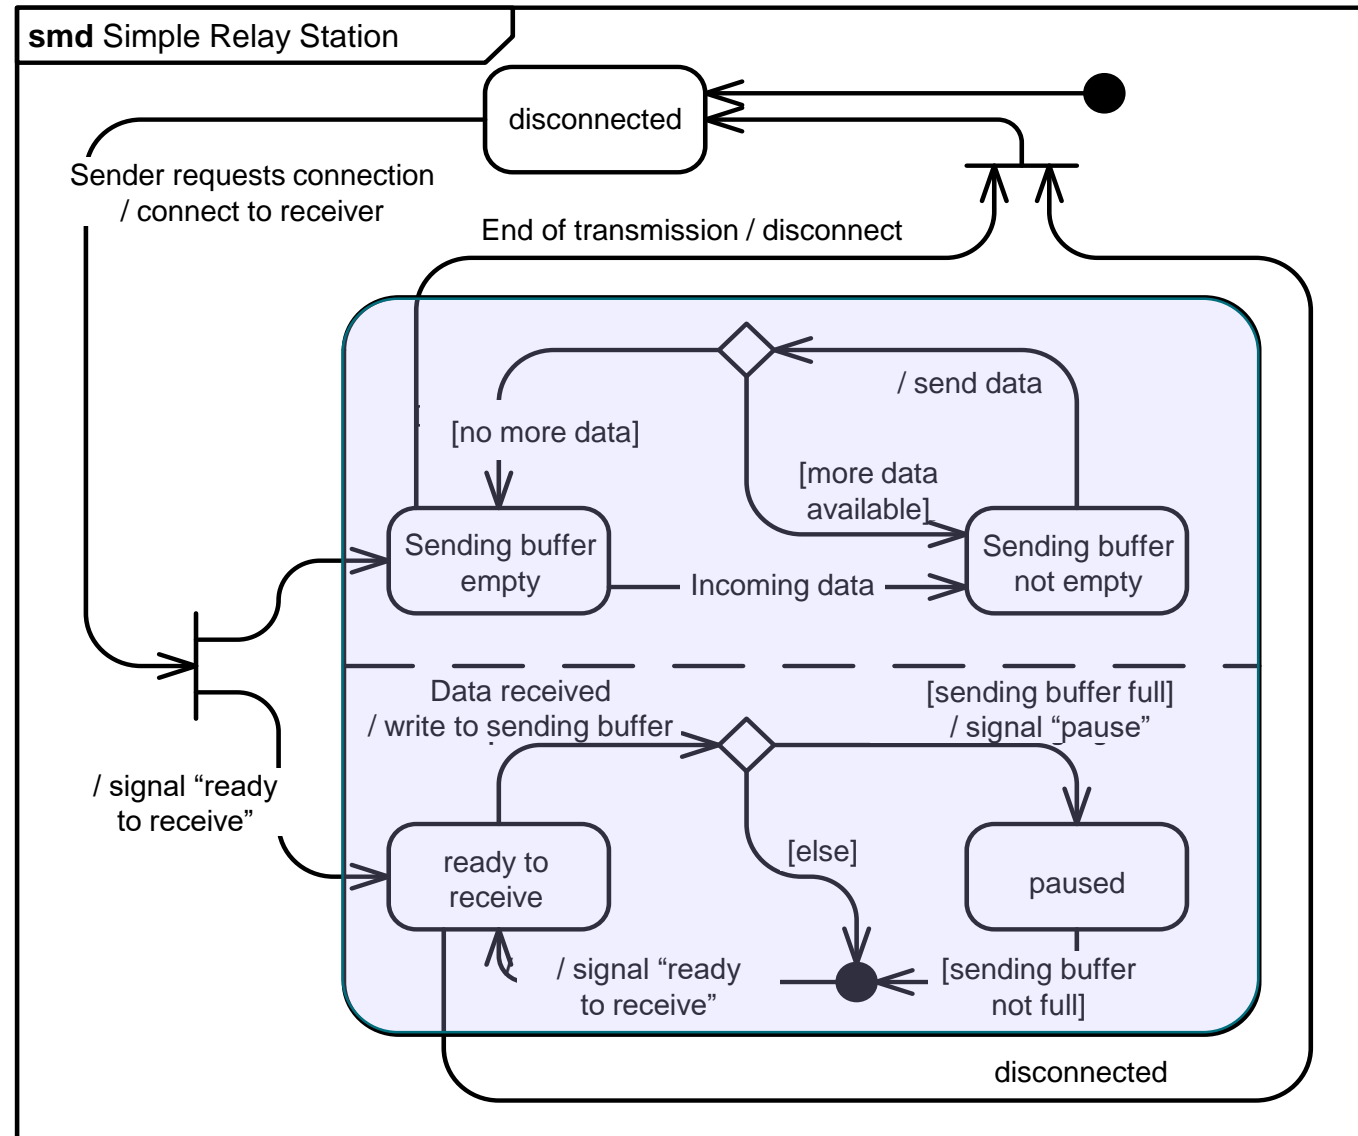 smd Simple Relay Station
disconnected
Sender requests connection
/ connect to receiver
End of transmission / disconnect
/ send data
[no more data]
[more data
available]
Sending buffer
empty
Incoming data
Sending buffer
not empty
Data received
/ write to sending buffer
[sending buffer full]
/ signal “pause”
/ signal “ready
to receive”
ready to
receive
[else]
paused
/ signal “ready
to receive”
[sending buffer
not full]
disconnected